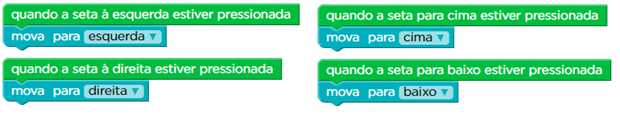 quando a seta à esquerda estiver pressionada
mova para esquerda
quando a seta à direita estiver pressionada
mova para direita
quando a seta para cima estiver pressionada
mova para cima
quando a seta para baixo estiver pressionada
mova para baixo